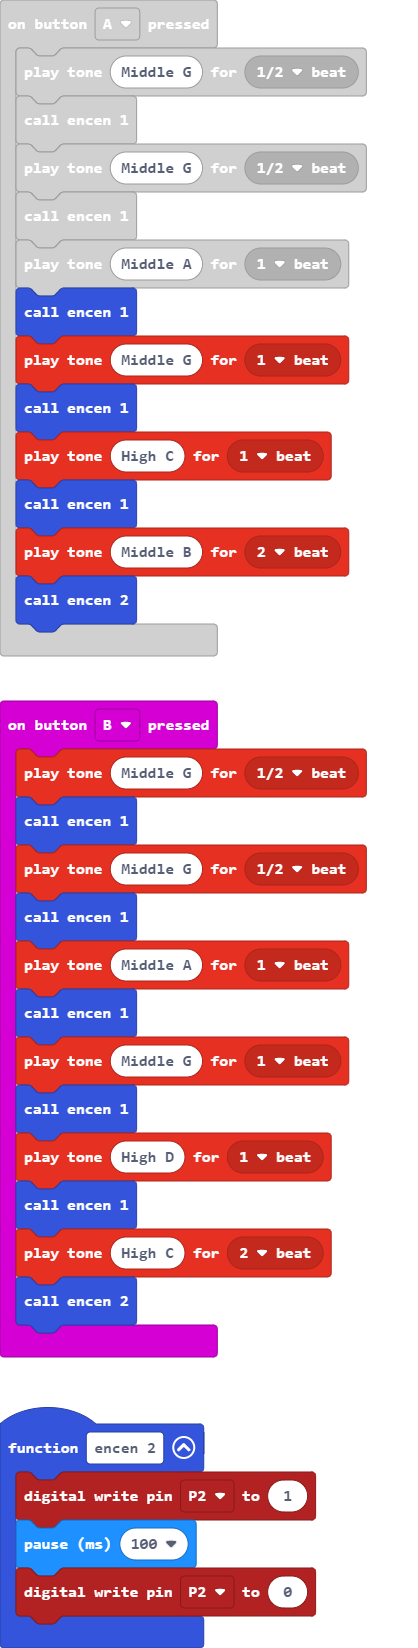 on button A pressed
play tone Middle G for 1/2 beat
call encen 1
play tone Middle G for 1/2 beat
call encen 1
play tone Middle A for 1 beat
call encen 1
play tone Middle G for 1 beat
call encen 1
play tone High C for 1 beat
call encen 1
play tone Middle B for 2 beat
call encen 2
on button B pressed
play tone Middle G for 1/2 beat
call encen 1
play tone Middle G for 1/2 beat
call encen 1
play tone Middle A for 1 beat
call encen 1
play tone Middle G for 1 beat
call encen 1
play tone High D for 1 beat
call encen 1
play tone High C for 2 beat
call encen 2
function encen 2
digital write pin P2 to 1
pause (ms) 100
digital write pin P2 to 0